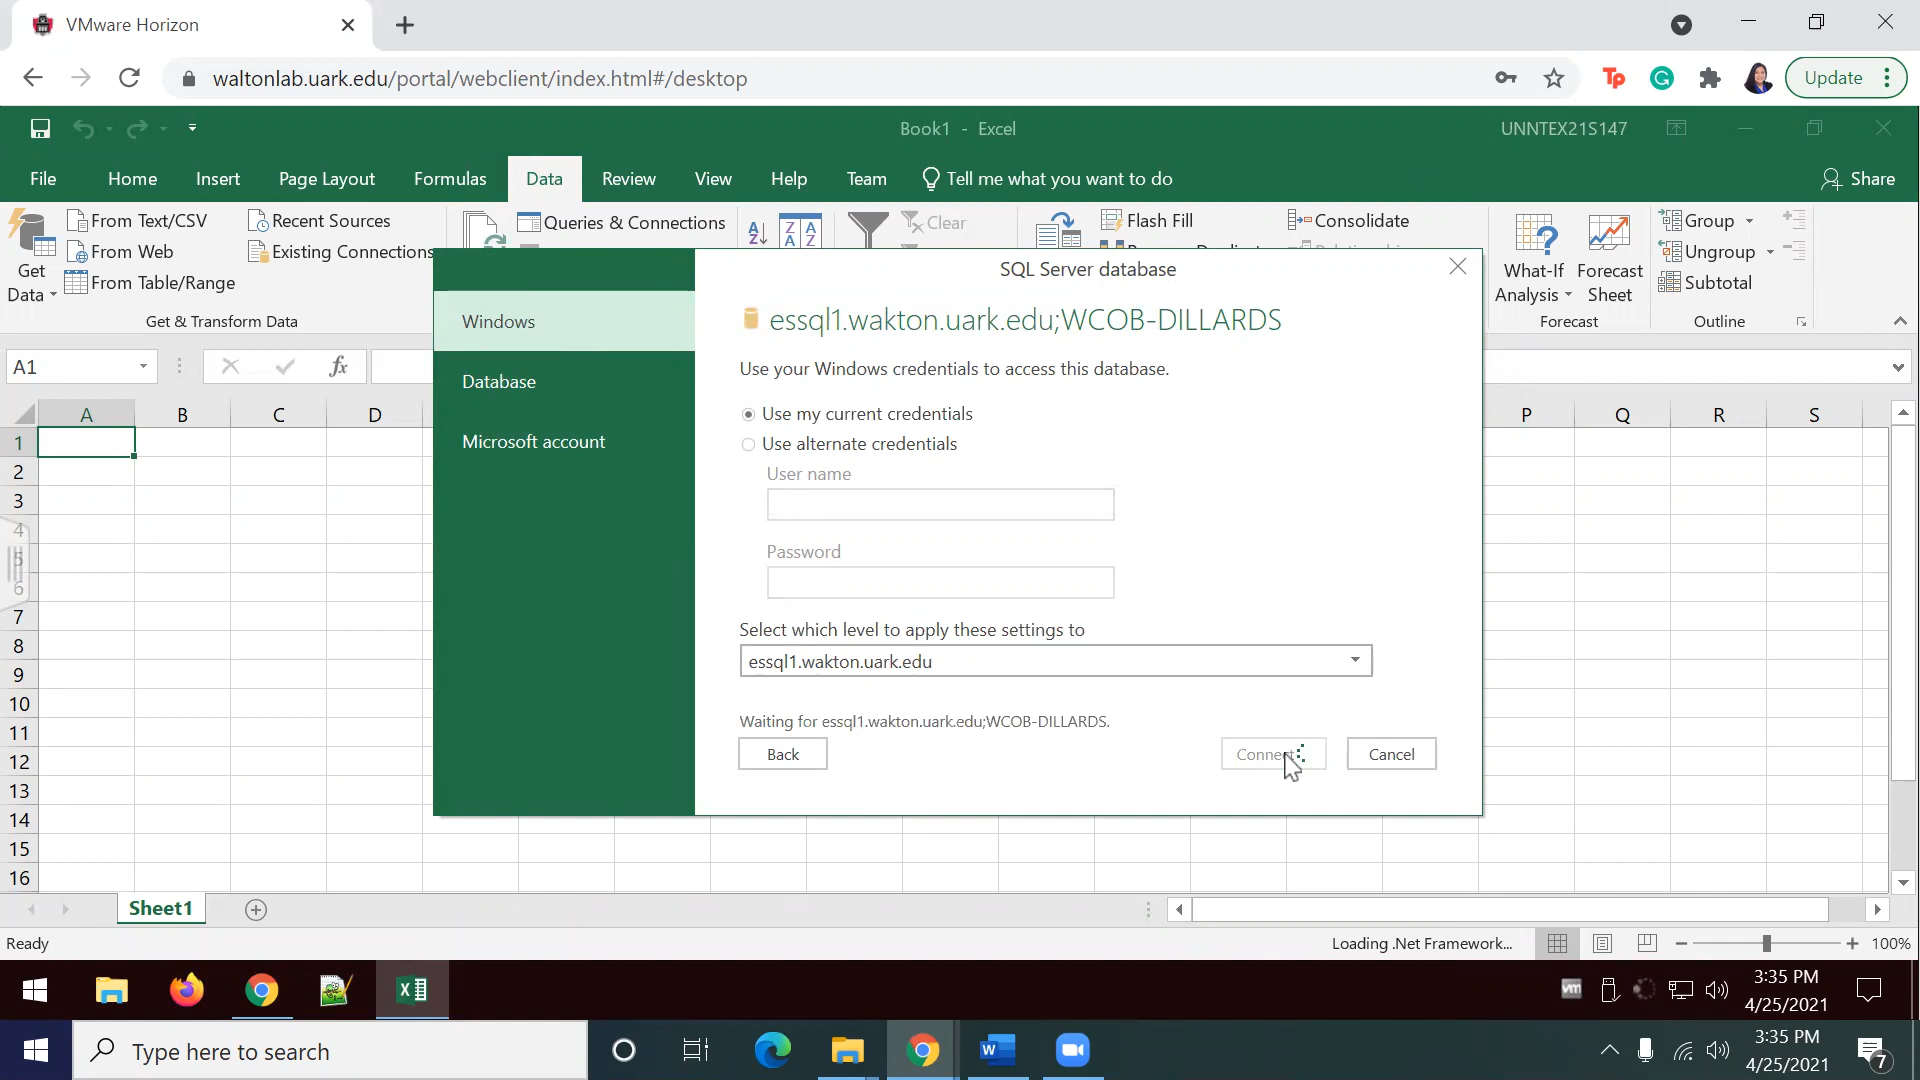 VMware Horizon
waltonlab.uark.edu/portal/webclient/index.html#/desktop
Tp
G
Update
Book1 - Excel
UNNTEX21S147
File
Home
Insert
Page Layout
Formulas
Data
Review
View
Help
Team
Tell me what you want to do
Share
Get Data
From Text/CSV
From Web
From Table/Range
Recent Sources
Existing Connections
Get & Transform Data
Queries & Connections
Clear
Flash Fill
Consolidate
What-If Analysis
Forecast Sheet
Forecast
Group
Ungroup
Subtotal
Outline
A1
fx
A B C D P Q R S
1
2
3
4
5
6
7
8
9
10
11
12
13
14
15
16
SQL Server database
Windows
Database
Microsoft account
essql1.wakton.uark.edu;WCOB-DILLARDS
Use your Windows credentials to access this database.
Use my current credentials
Use alternate credentials
User name
Password
Select which level to apply these settings to
essql1.wakton.uark.edu
Waiting for essql1.wakton.uark.edu;WCOB-DILLARDS.
Back
Connect
Cancel
Sheet1
Ready
Loading .Net Framework...
100%
vm
3:35 PM
4/25/2021
Type here to search
3:35 PM
4/25/2021
7